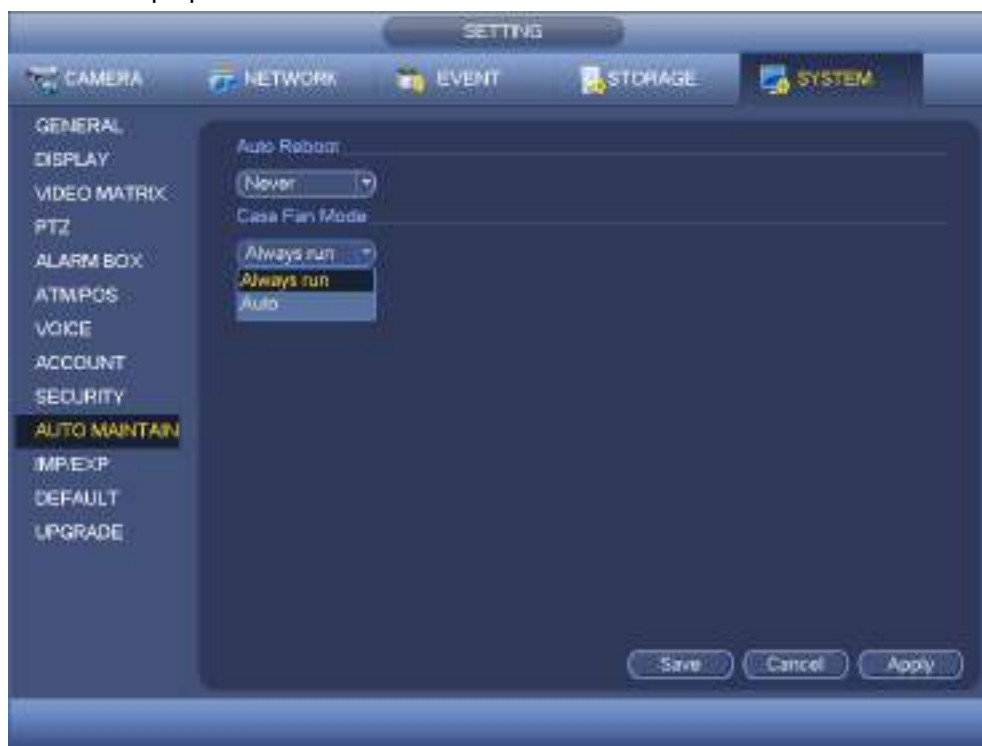 SETTING
CAMERA NETWORK EVENT STORAGE SYSTEM
GENERAL
DISPLAY
VIDEO MATRIX
PTZ
ALARM BOX
ATM/POS
VOICE
ACCOUNT
SECURITY
AUTO MAINTAIN
IMP/EXP
DEFAULT
UPGRADE
Auto Reboot
Never
Case Fan Mode
Always run
Always run
Auto
Save Cancel Apply